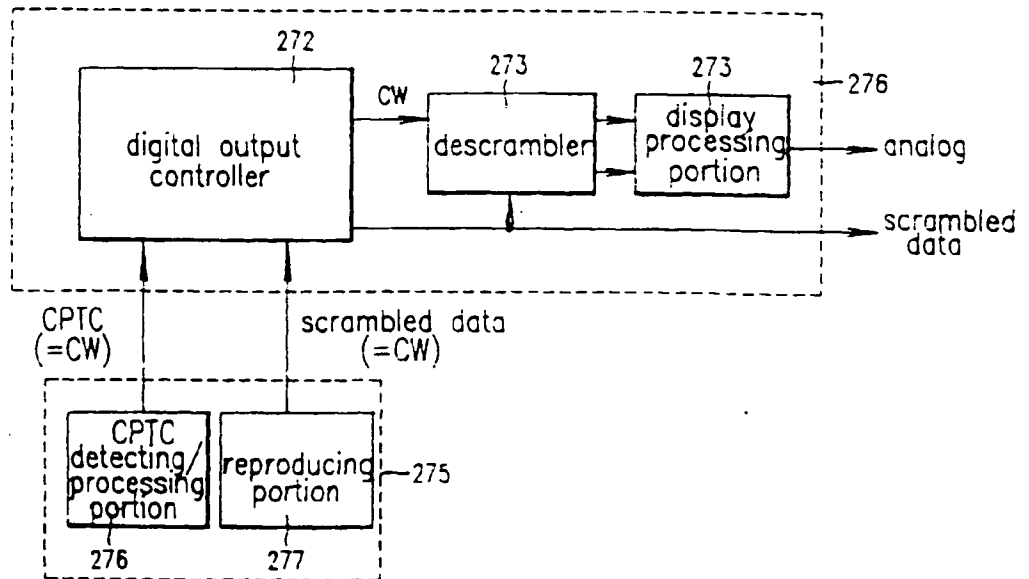 272
273
273
276
CW
digital output
controller
descrambler
display
processing
portion
analog
scrambled
data
CPTC
(=CW)
scrambled data
(=CW)
CPTC
detecting/
processing
portion
reproducing
portion
275
276
277